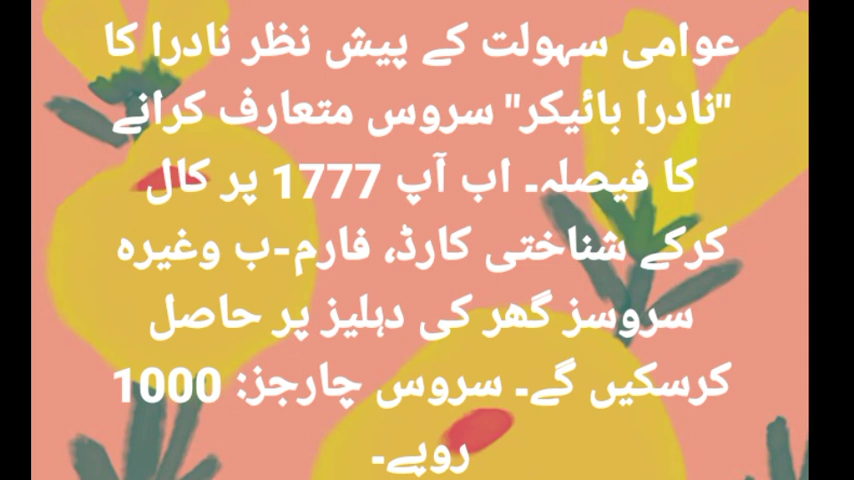 عوامی سہولت کے پیش نظر نادرا کا
"نادرا بائیکر" سروس متعارف کرانے
کا فیصلہ۔ اب آپ 1777 پر کال
کرکے شناختی کارڈ، فارم-ب وغیرہ
سروسز گھر کی دہلیز پر حاصل
کرسکیں گے۔ سروس چارجز: 1000
روپے۔